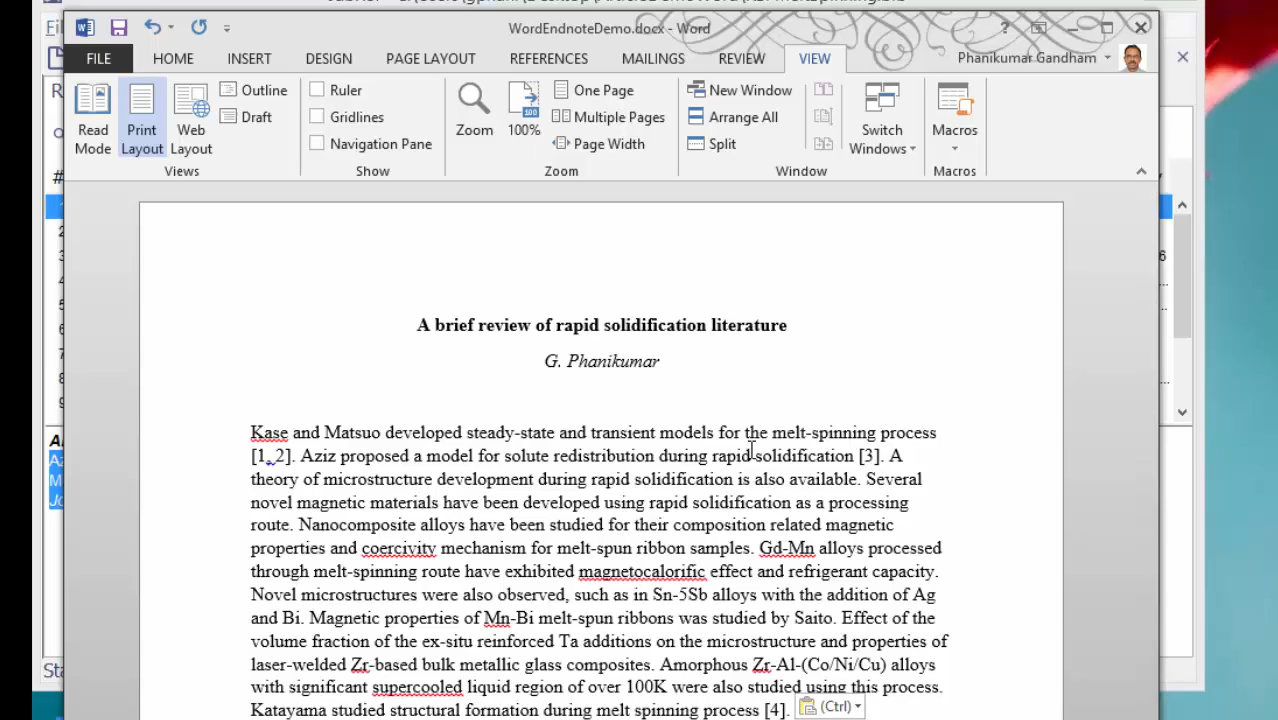 WordEndnoteDemo.docx - Word
FILE HOME INSERT DESIGN PAGE LAYOUT REFERENCES MAILINGS REVIEW VIEW Phanikumar Gandham
Read Mode
Print Layout
Web Layout
Outline
Draft
Views
Ruler
Gridlines
Navigation Pane
Show
Zoom
100%
One Page
Multiple Pages
Page Width
Zoom
New Window
Arrange All
Split
Switch Windows
Window
Macros
Macros
A brief review of rapid solidification literature
G. Phanikumar
Kase and Matsuo developed steady-state and transient models for the melt-spinning process
[1, 2]. Aziz proposed a model for solute redistribution during rapid solidification [3]. A
theory of microstructure development during rapid solidification is also available. Several
novel magnetic materials have been developed using rapid solidification as a processing
route. Nanocomposite alloys have been studied for their composition related magnetic
properties and coercivity mechanism for melt-spun ribbon samples. Gd-Mn alloys processed
through melt-spinning route have exhibited magnetocalorific effect and refrigerant capacity.
Novel microstructures were also observed, such as in Sn-5Sb alloys with the addition of Ag
and Bi. Magnetic properties of Mn-Bi melt-spun ribbons was studied by Saito. Effect of the
volume fraction of the ex-situ reinforced Ta additions on the microstructure and properties of
laser-welded Zr-based bulk metallic glass composites. Amorphous Zr-Al-(Co/Ni/Cu) alloys
with significant supercooled liquid region of over 100K were also studied using this process.
Katayama studied structural formation during melt spinning process [4]. (Ctrl)